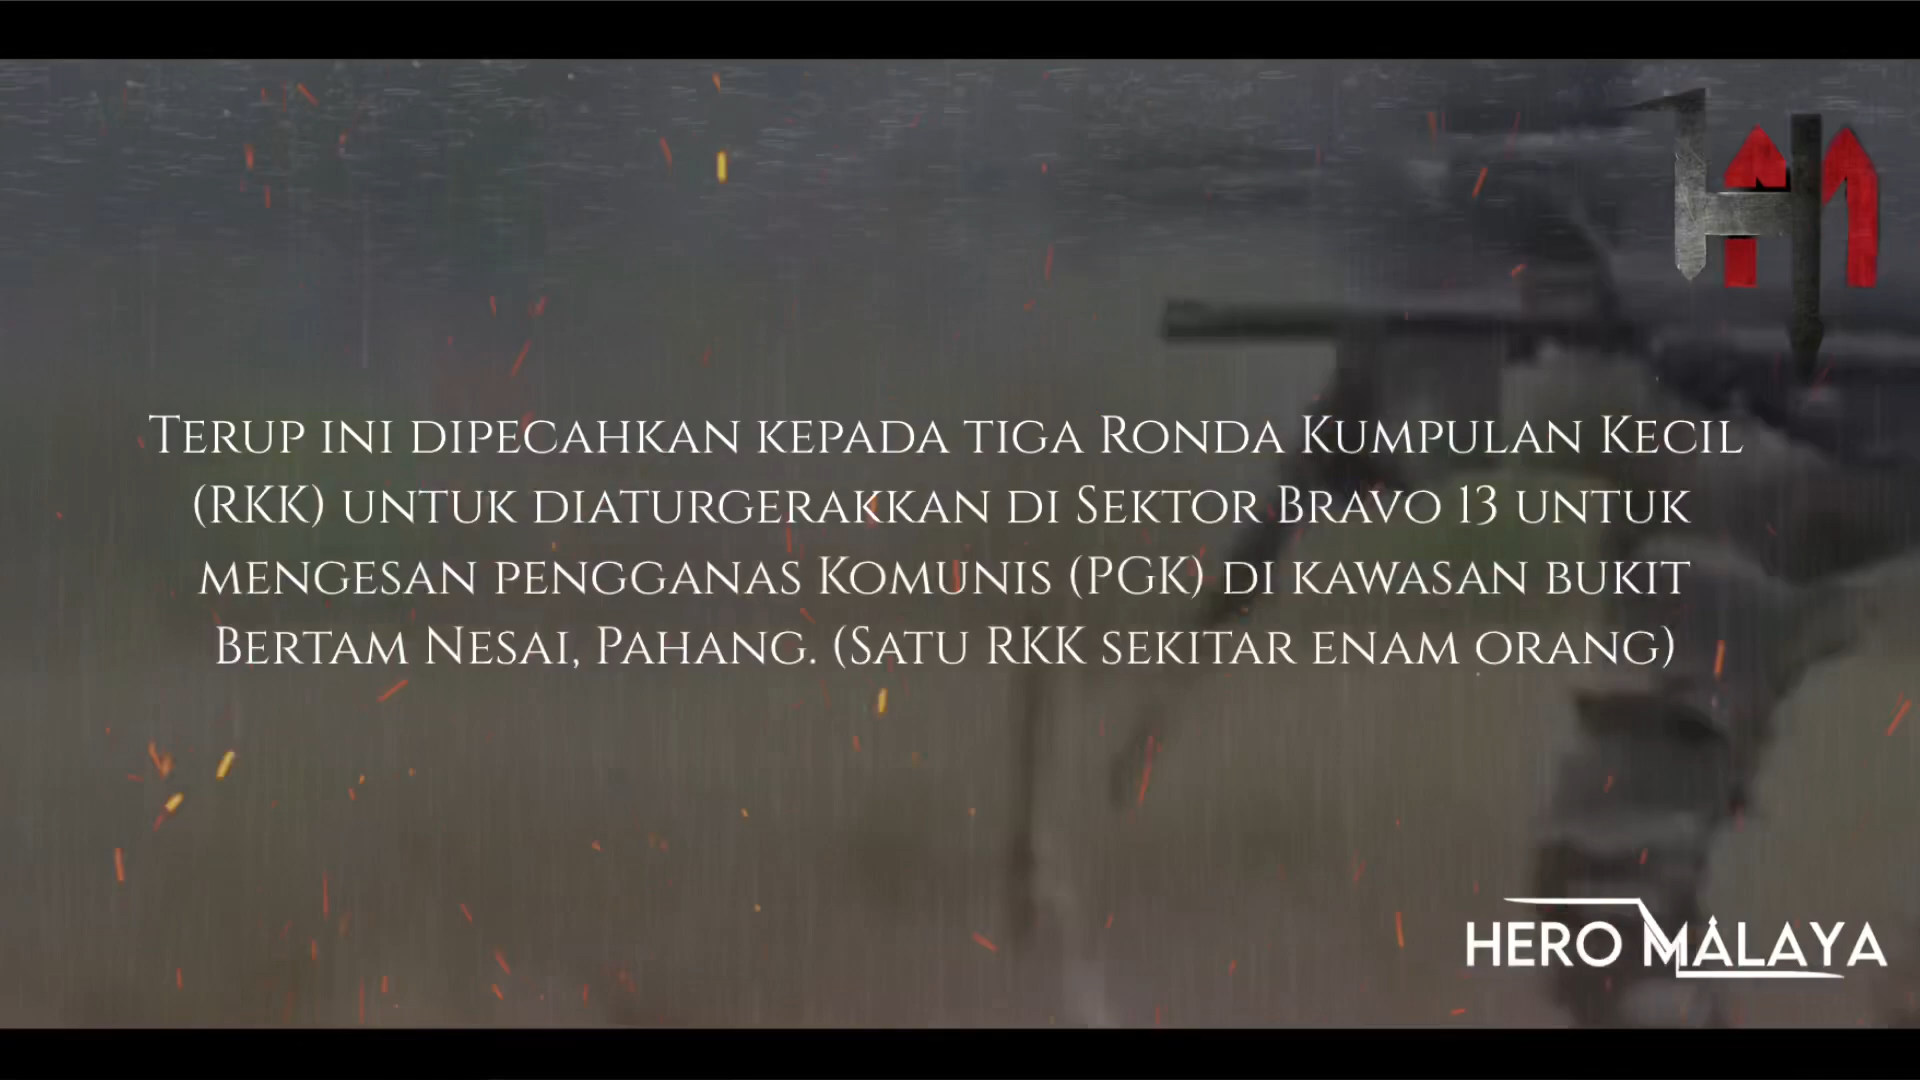 Terup ini dipecahkan kepada tiga Ronda Kumpulan Kecil
(RKK) untuk diaturgerakkan di Sektor Bravo 13 untuk
mengesan pengganas Komunis (PGK) di kawasan bukit
Bertam Nesai, Pahang. (Satu RKK sekitar enam orang)
HERO MALAYA